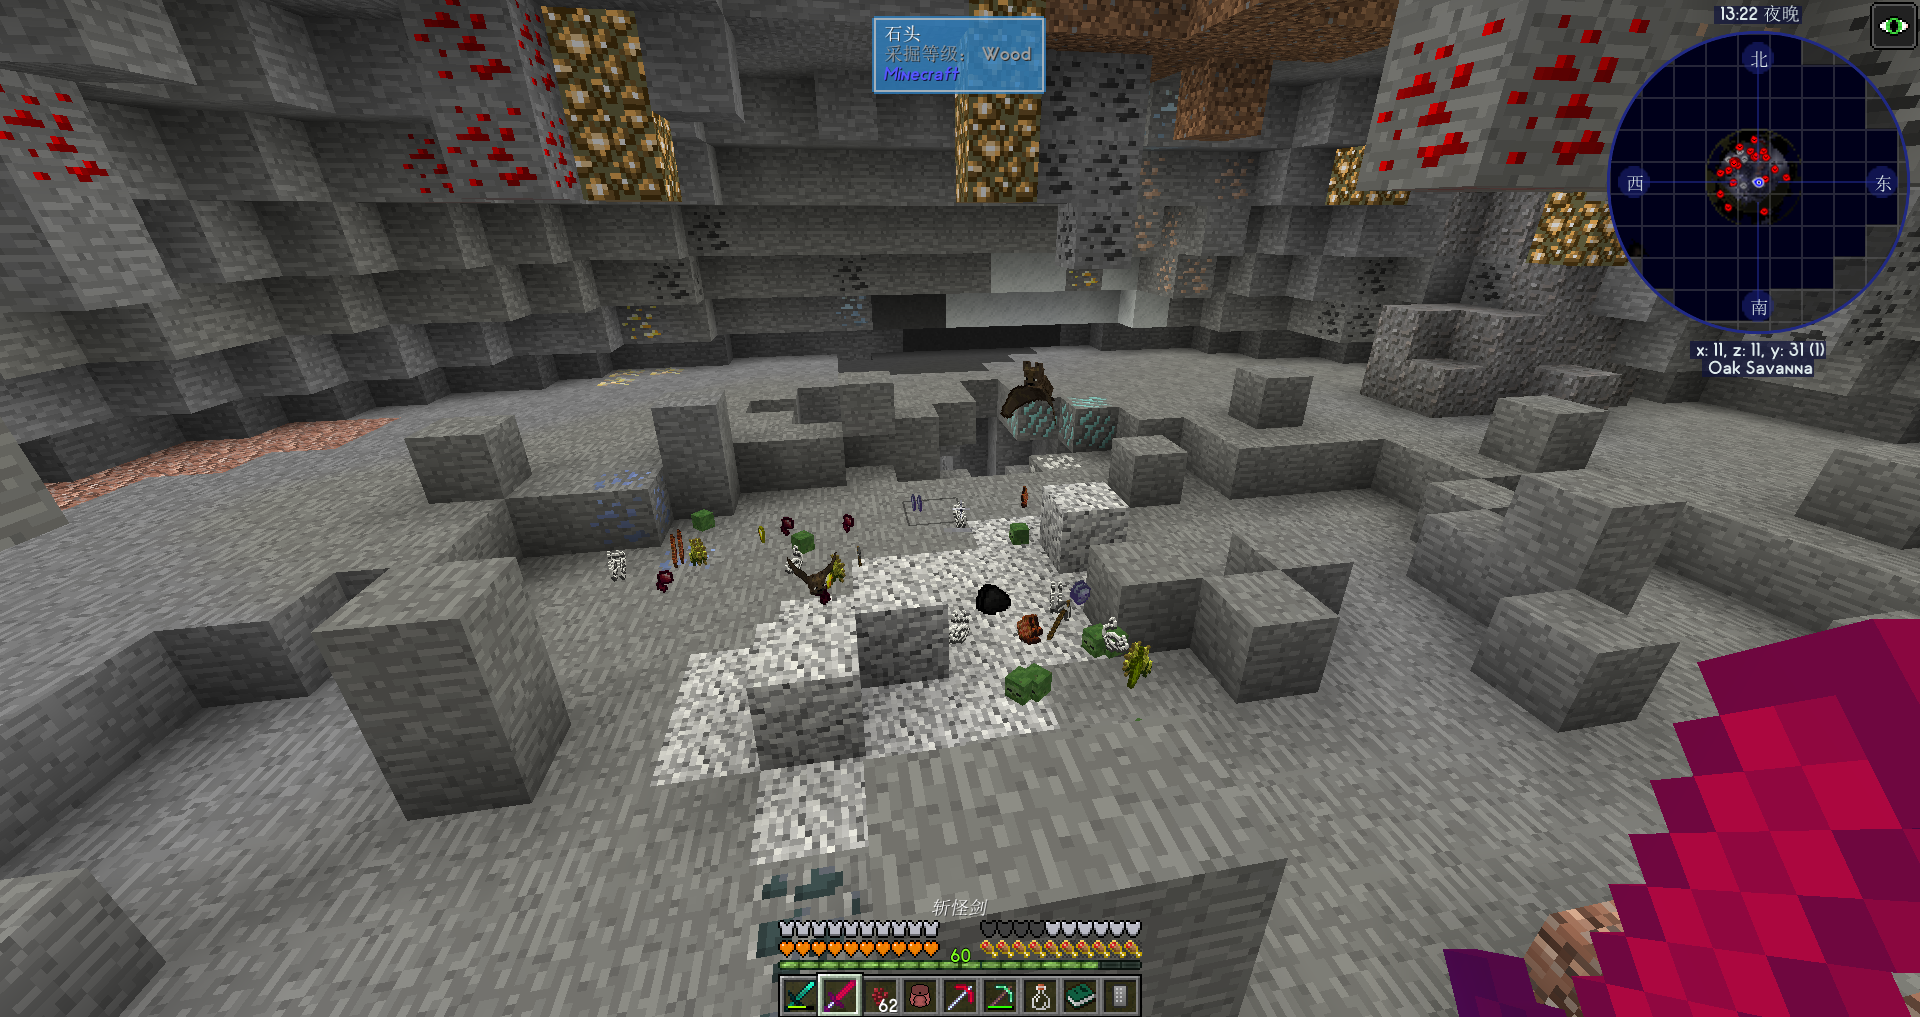 石头
采掘等级: Wood
Minecraft
13:22 夜晚
北
西
东
南
x: 11, z: 11, y: 31 (1)
Oak Savanna
斩怪剑
60
62